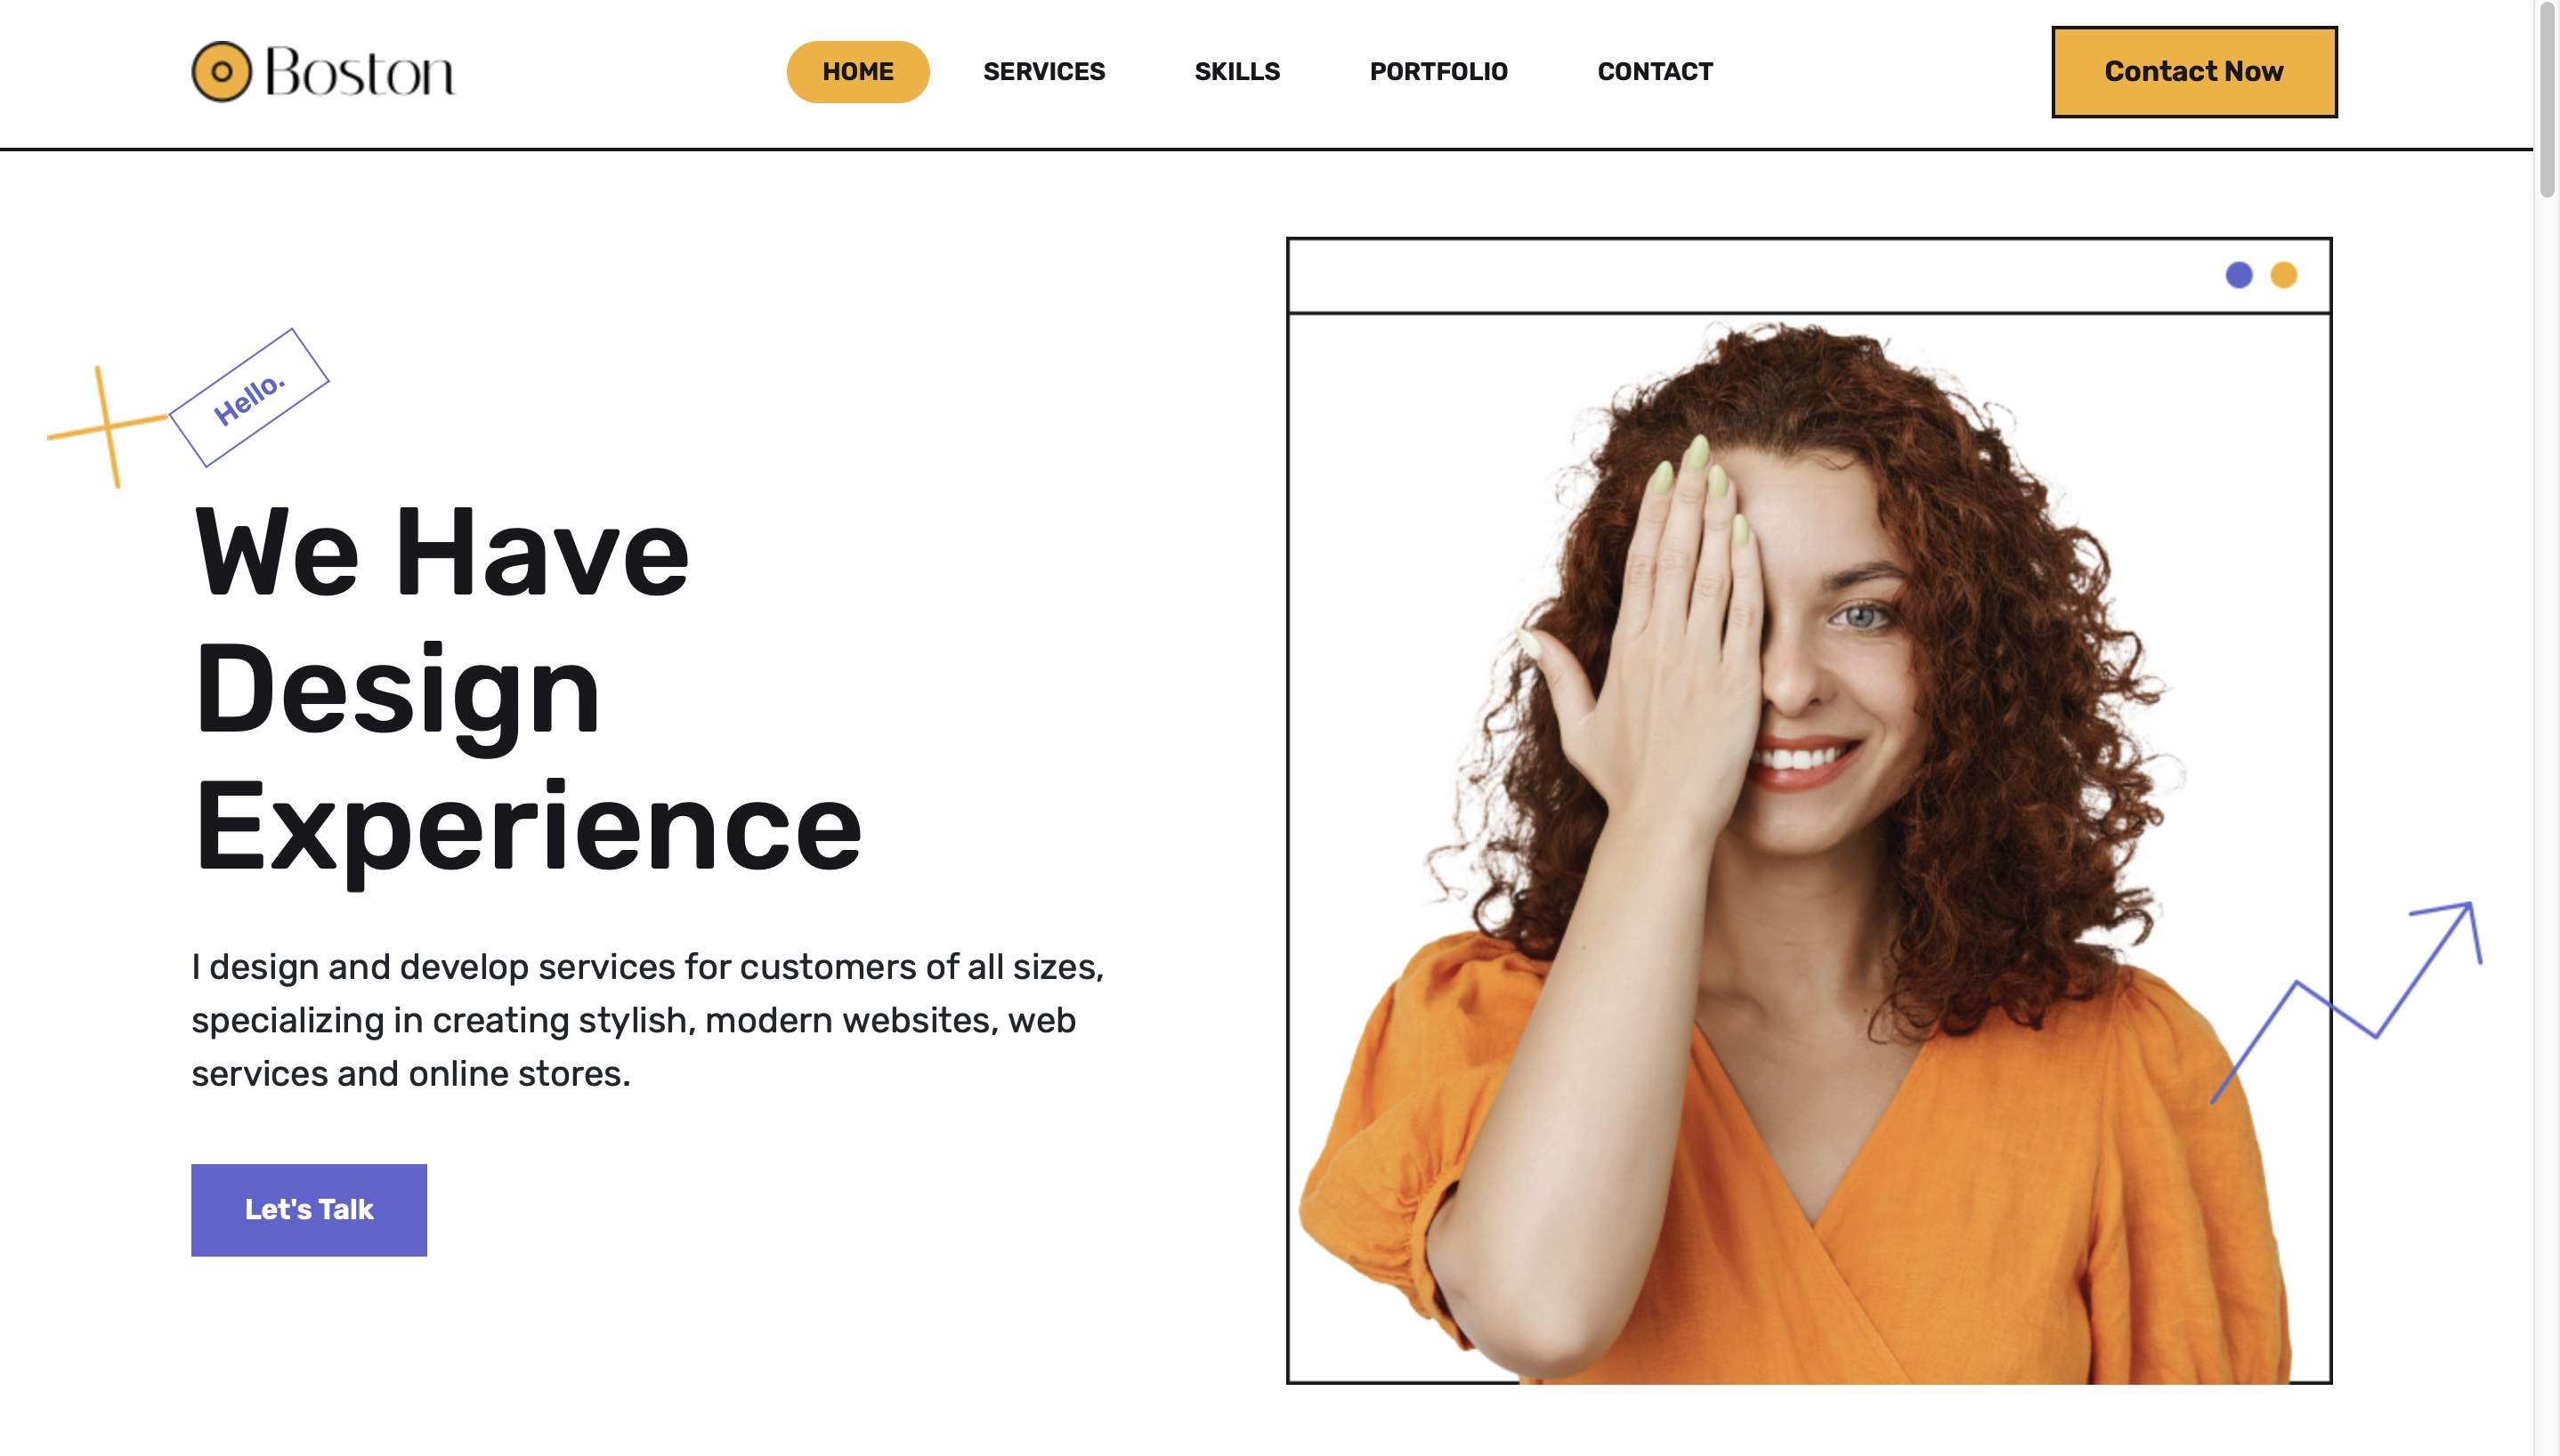 Boston
HOME
SERVICES
SKILLS
PORTFOLIO
CONTACT
Contact Now
Hello.
We Have
Design
Experience
I design and develop services for customers of all sizes,
specializing in creating stylish, modern websites, web
services and online stores.
Let's Talk